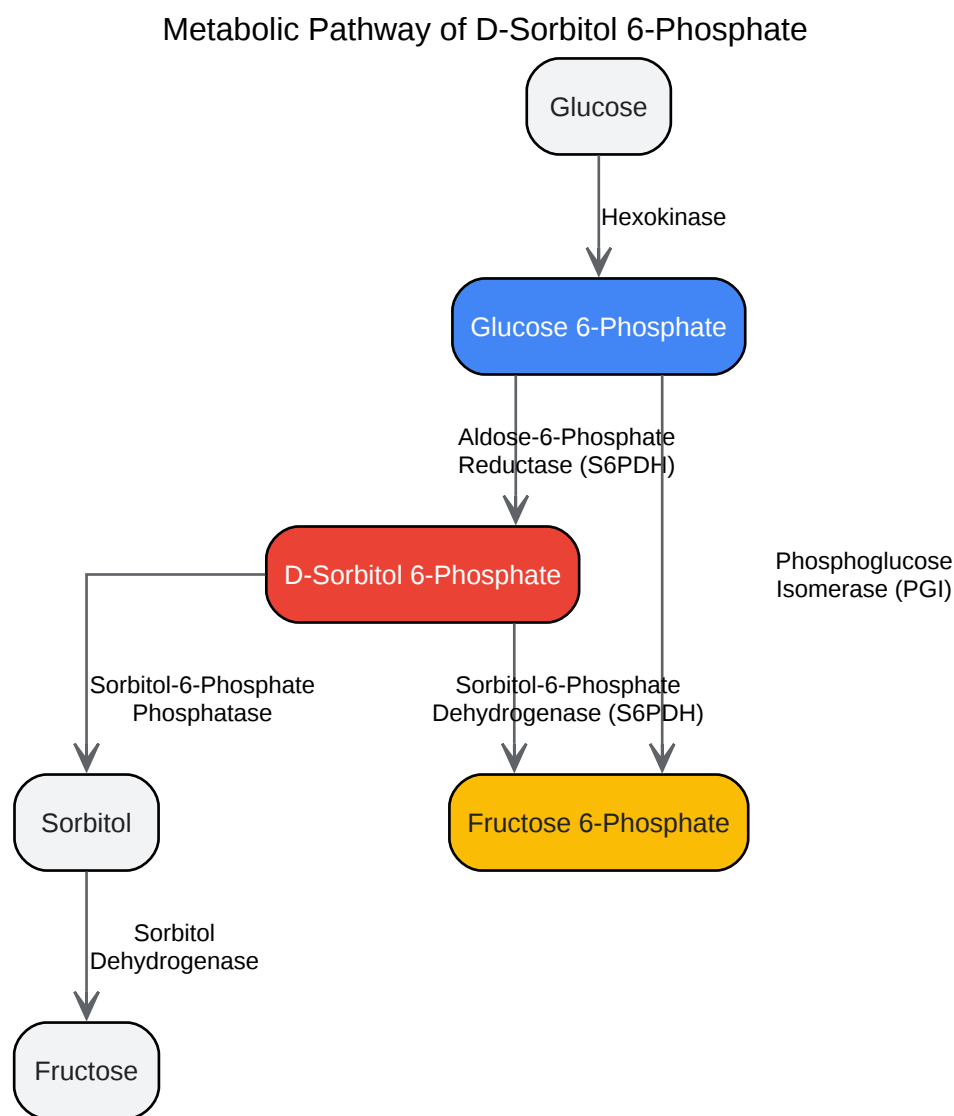 Metabolic Pathway of D-Sorbitol 6-Phosphate
Glucose
Hexokinase
Glucose 6-Phosphate
Aldose-6-Phosphate
Reductase (S6PDH)
D-Sorbitol 6-Phosphate
Phosphoglucose
Isomerase (PGI)
Sorbitol-6-Phosphate
Phosphatase
Sorbitol-6-Phosphate
Dehydrogenase (S6PDH)
Sorbitol
Fructose 6-Phosphate
Sorbitol
Dehydrogenase
Fructose